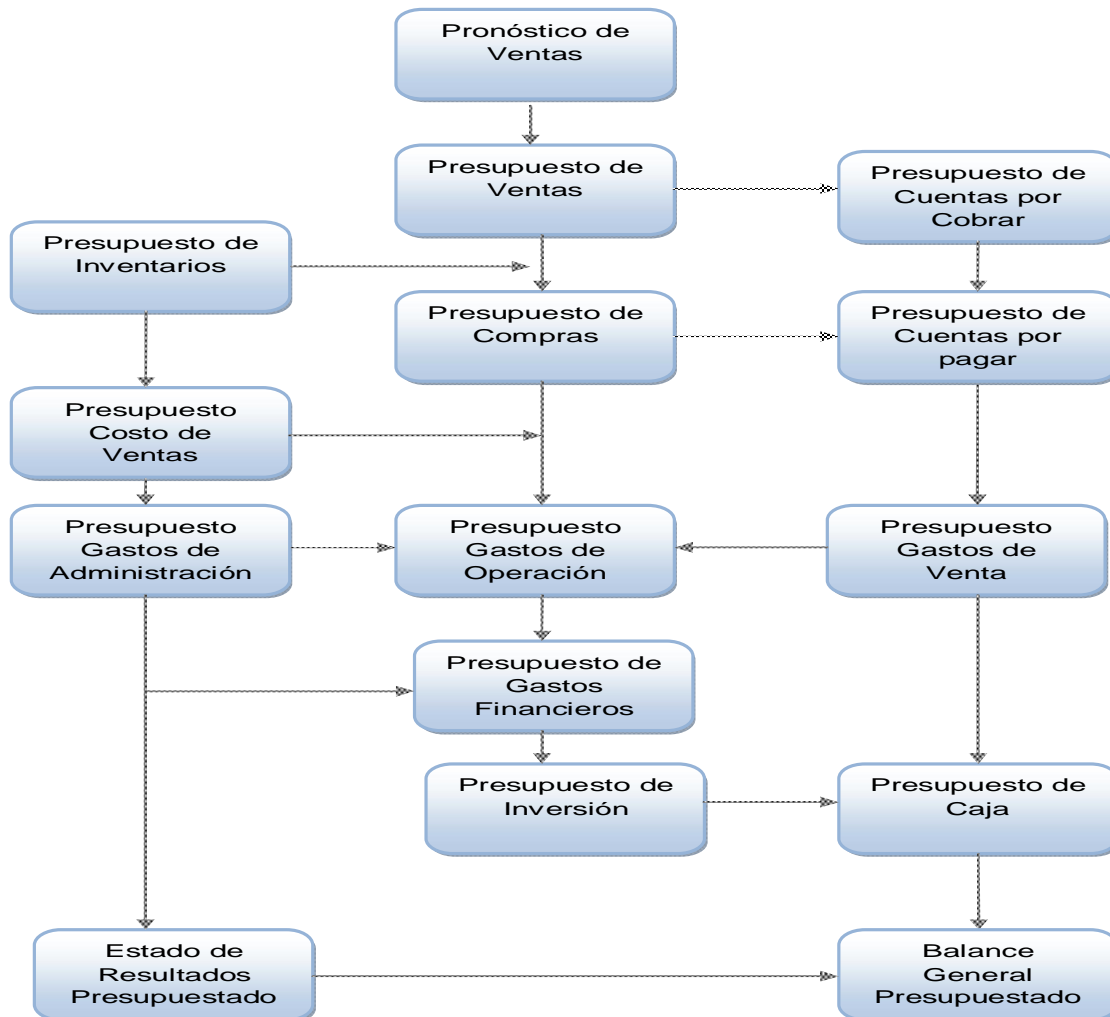 Pronóstico de
Ventas
Presupuesto de
Ventas
Presupuesto de
Cuentas por
Cobrar
Presupuesto de
Inventarios
Presupuesto de
Compras
Presupuesto de
Cuentas por
pagar
Presupuesto
Costo de
Ventas
Presupuesto
Gastos de
Administración
Presupuesto
Gastos de
Operación
Presupuesto
Gastos de
Venta
Presupuesto de
Gastos
Financieros
Presupuesto de
Inversión
Presupuesto de
Caja
Estado de
Resultados
Presupuestado
Balance
General
Presupuestado